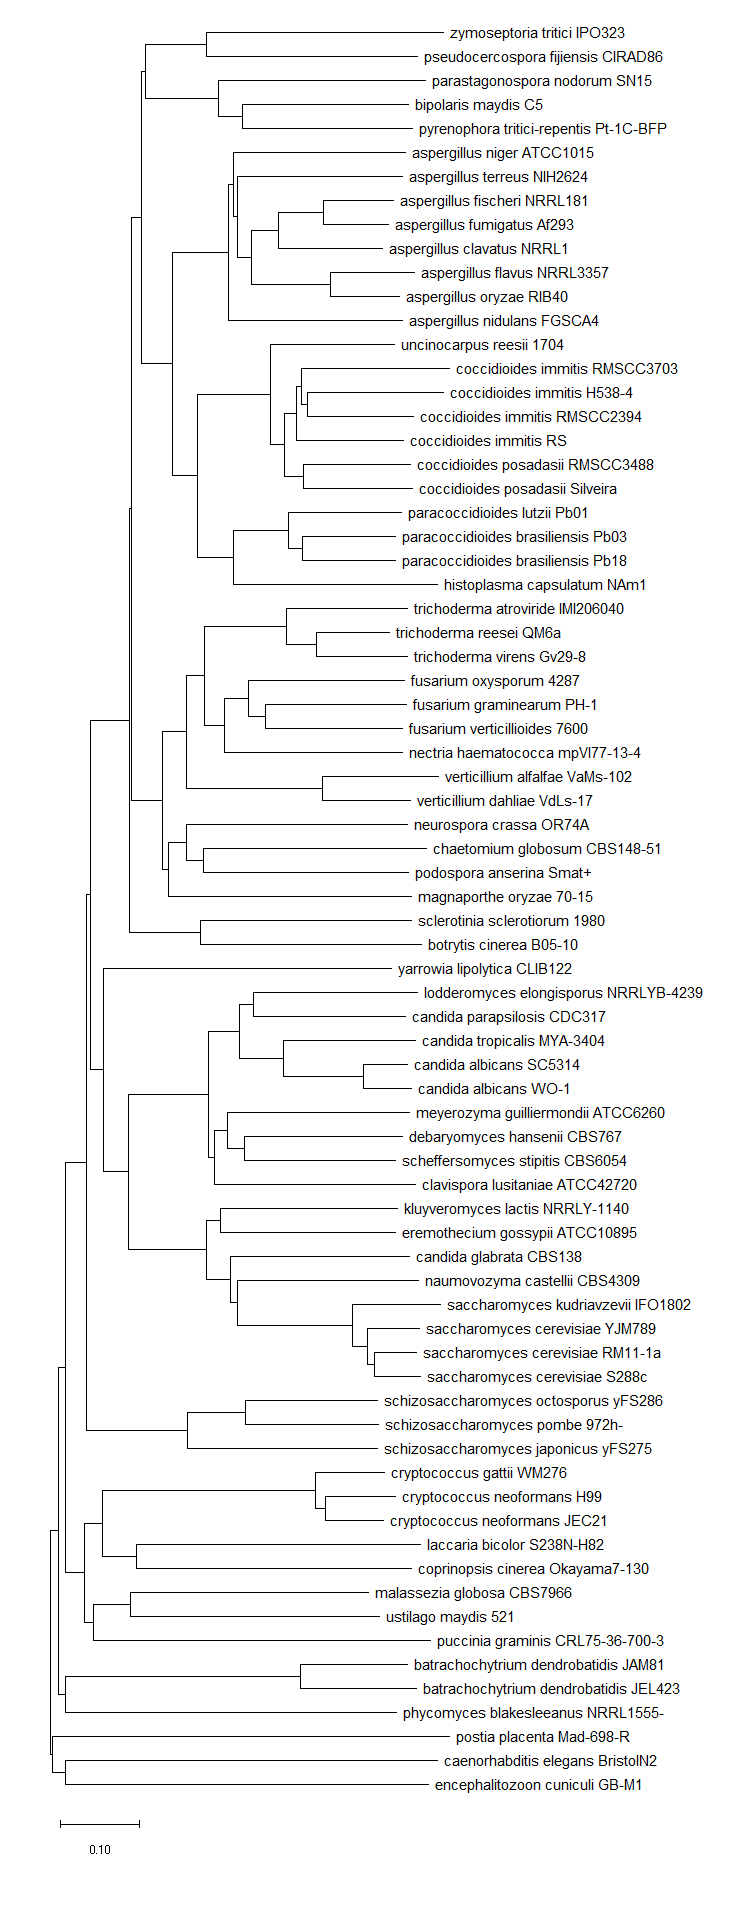 zymoseptoria tritici IPO323
pseudocercospora fijiensis CIRAD86
parastagonospora nodorum SN15
bipolaris maydis C5
pyrenophora tritici-repentis Pt-1C-BFP
aspergillus niger ATCC1015
aspergillus terreus NIH2624
aspergillus fischeri NRRL181
aspergillus fumigatus Af293
aspergillus clavatus NRRL1
aspergillus flavus NRRL3357
aspergillus oryzae RIB40
aspergillus nidulans FGSCA4
uncinocarpus reesii 1704
coccidioides immitis RMSCC3703
coccidioides immitis H538-4
coccidioides immitis RMSCC2394
coccidioides immitis RS
coccidioides posadasii RMSCC3488
coccidioides posadasii Silveira
paracoccidioides lutzii Pb01
paracoccidioides brasiliensis Pb03
paracoccidioides brasiliensis Pb18
histoplasma capsulatum NAm1
trichoderma atroviride IMI206040
trichoderma reesei QM6a
trichoderma virens Gv29-8
fusarium oxysporum 4287
fusarium graminearum PH-1
fusarium verticillioides 7600
nectria haematococca mpVI77-13-4
verticillium alfalfae VaMs-102
verticillium dahliae VdLs-17
neurospora crassa OR74A
chaetomium globosum CBS148-51
podospora anserina Smat+
magnaporthe oryzae 70-15
sclerotinia sclerotiorum 1980
botrytis cinerea B05-10
yarrowia lipolytica CLIB122
lodderomyces elongisporus NRRLYB-4239
candida parapsilosis CDC317
candida tropicalis MYA-3404
candida albicans SC5314
candida albicans WO-1
meyerozyma guilliermondii ATCC6260
debaryomyces hansenii CBS767
scheffersomyces stipitis CBS6054
clavispora lusitaniae ATCC42720
kluyveromyces lactis NRRLY-1140
eremothecium gossypii ATCC10895
candida glabrata CBS138
naumovozyma castellii CBS4309
saccharomyces kudriavzevii IFO1802
saccharomyces cerevisiae YJM789
saccharomyces cerevisiae RM11-1a
saccharomyces cerevisiae S288c
schizosaccharomyces octosporus yFS286
schizosaccharomyces pombe 972h-
schizosaccharomyces japonicus yFS275
cryptococcus gattii WM276
cryptococcus neoformans H99
cryptococcus neoformans JEC21
laccaria bicolor S238N-H82
coprinopsis cinerea Okayama7-130
malassezia globosa CBS7966
ustilago maydis 521
puccinia graminis CRL75-36-700-3
batrachochytrium dendrobatidis JAM81
batrachochytrium dendrobatidis JEL423
phycomyces blakesleeanus NRRL1555-
postia placenta Mad-698-R
caenorhabditis elegans BristolN2
encephalitozoon cuniculi GB-M1
0.10